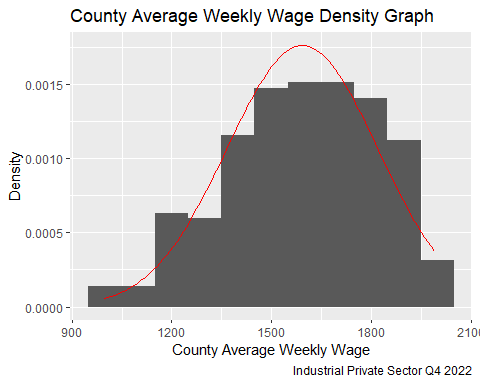 County Average Weekly Wage Density Graph
Density
0.0015
0.0010
0.0005
0.0000
900 1200 1500 1800 2100
County Average Weekly Wage
Industrial Private Sector Q4 2022